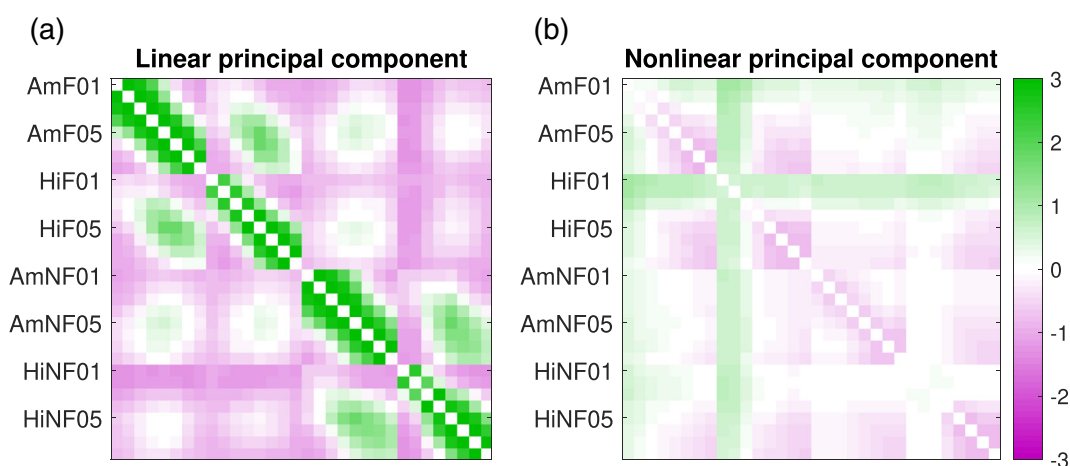 (a)
Linear principal component
AmF01
AmF05
HiF01
HiF05
AmNF01
AmNF05
HiNF01
HiNF05
(b)
Nonlinear principal component
AmF01
AmF05
HiF01
HiF05
AmNF01
AmNF05
HiNF01
HiNF05
3
2
1
0
-1
-2
-3